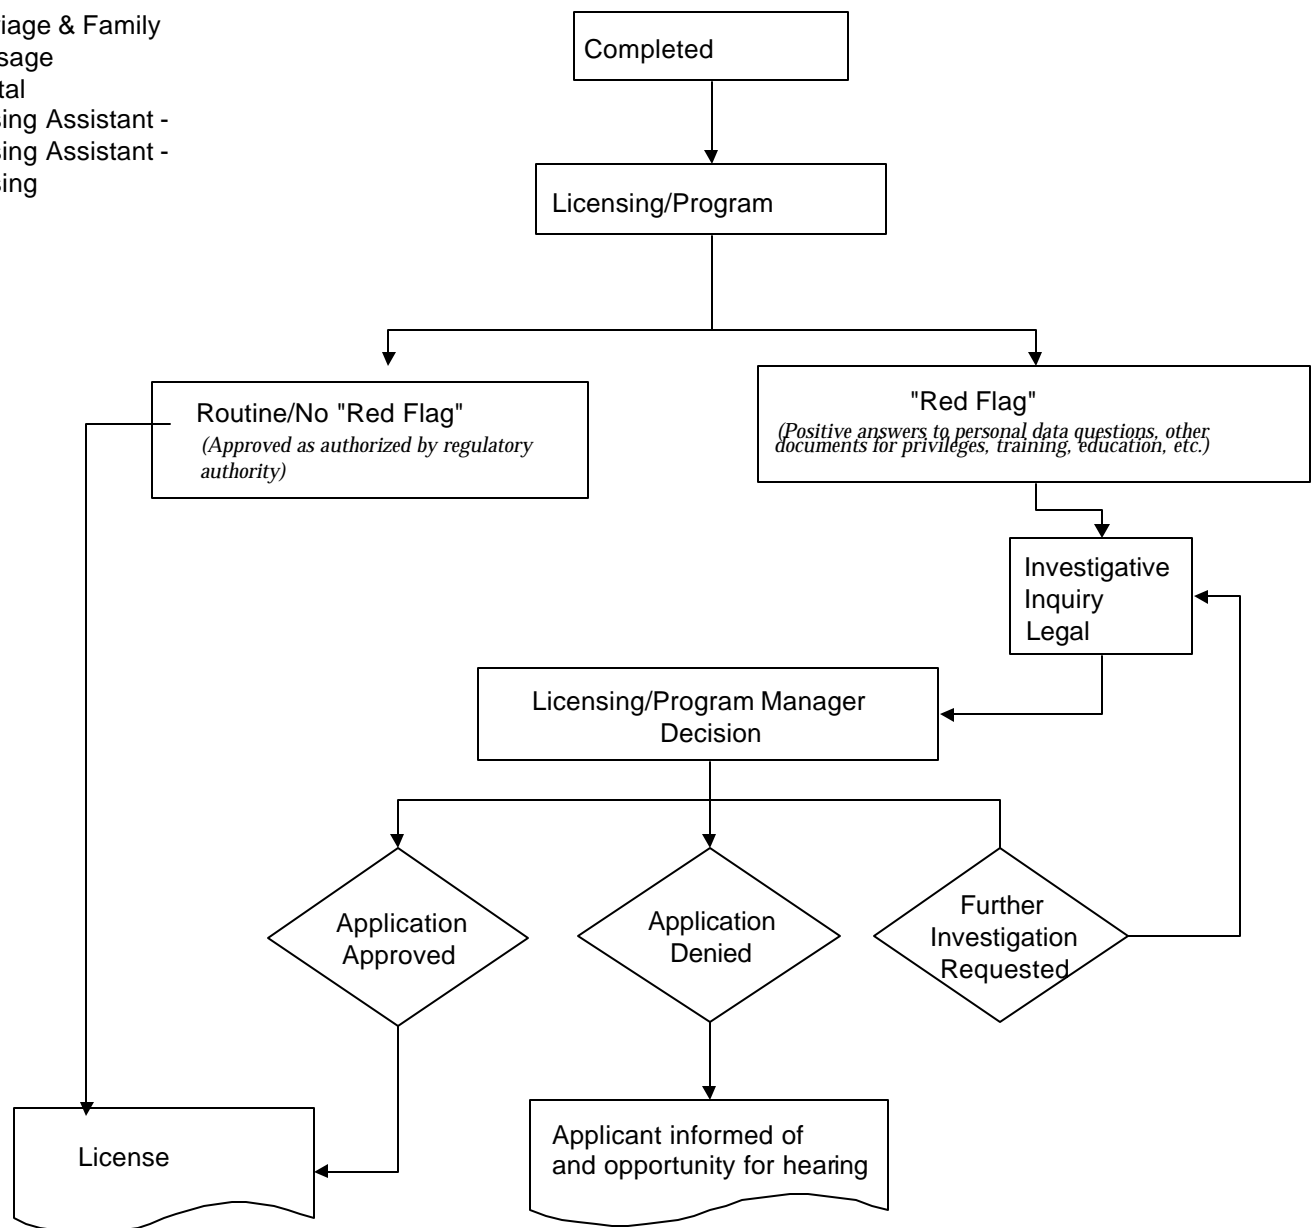 riage & Family
sage
tal
sing Assistant -
sing Assistant -
sing
Completed
Licensing/Program
Routine/No "Red Flag"
(Approved as authorized by regulatory
authority)
"Red Flag"
(Positive answers to personal data questions, other
documents for privileges, training, education, etc.)
Investigative
Inquiry
Legal
Licensing/Program Manager
Decision
Application
Approved
Application
Denied
Further
Investigation
Requested
License
Applicant informed of
and opportunity for hearing